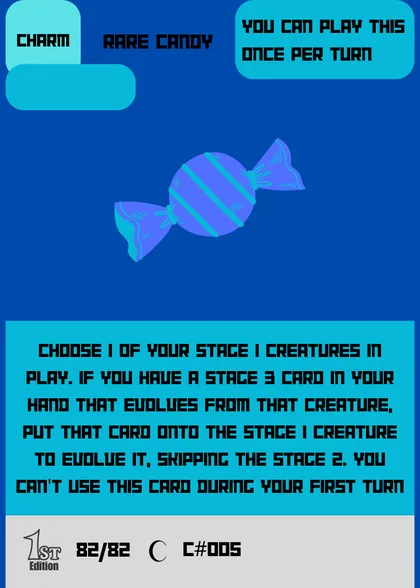 CHARM
RARE CANDY
YOU CAN PLAY THIS
ONCE PER TURN
CHOOSE 1 OF YOUR STAGE 1 CREATURES IN
PLAY. IF YOU HAVE A STAGE 3 CARD IN YOUR
HAND THAT EVOLVES FROM THAT CREATURE,
PUT THAT CARD ONTO THE STAGE 1 CREATURE
TO EVOLVE IT, SKIPPING THE STAGE 2. YOU
CAN'T USE THIS CARD DURING YOUR FIRST TURN
1ST
Edition
82/82 C C#005